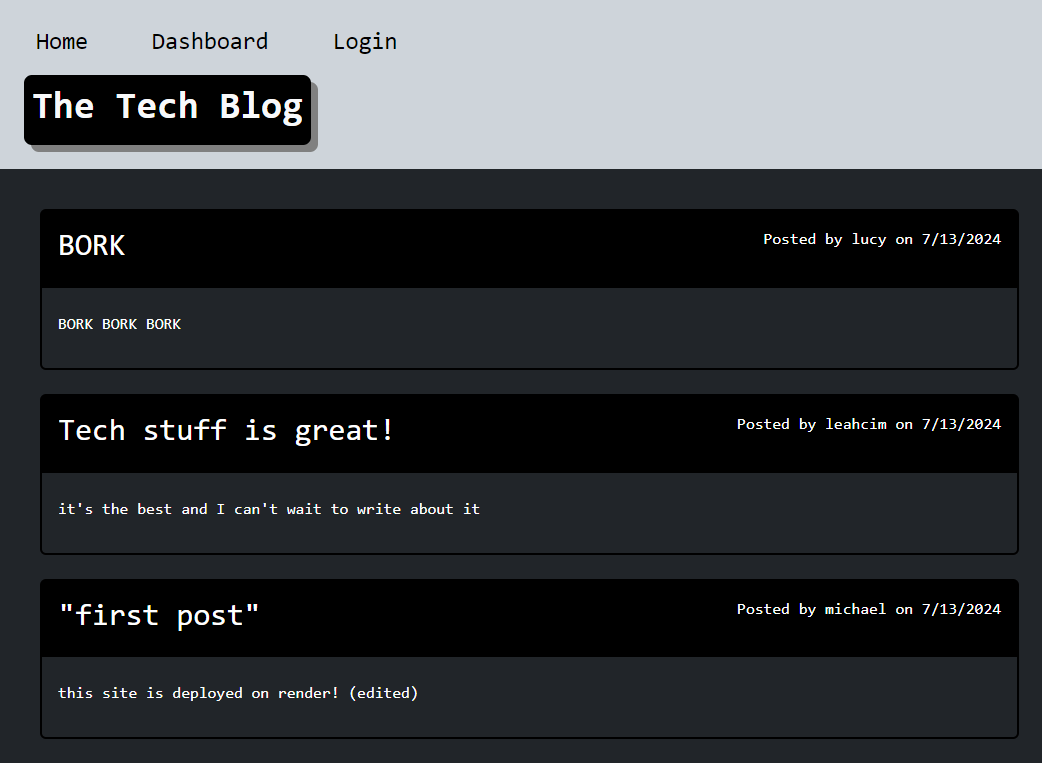 Home Dashboard Login
The Tech Blog
BORK Posted by lucy on 7/13/2024
BORK BORK BORK
Tech stuff is great! Posted by leahcim on 7/13/2024
it's the best and I can't wait to write about it
"first post" Posted by michael on 7/13/2024
this site is deployed on render! (edited)